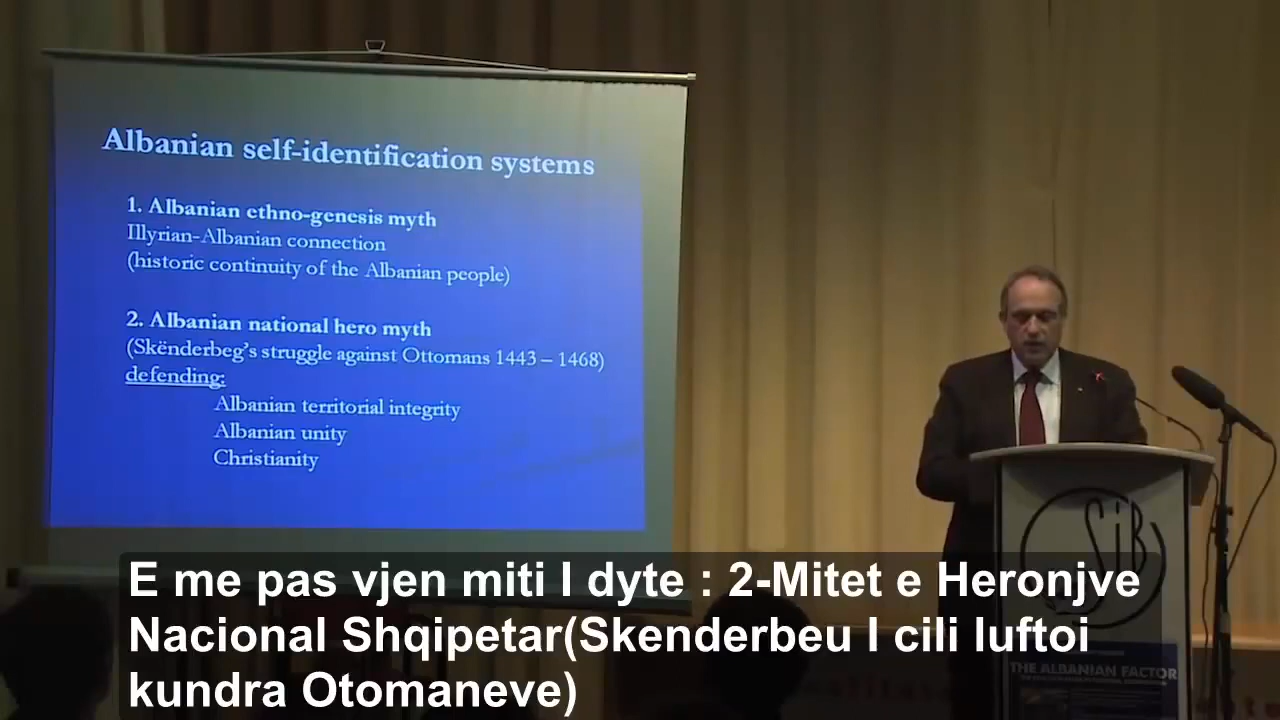 Albanian self-identification systems
1. Albanian ethno-genesis myth
Illyrian-Albanian connection
(historic continuity of the Albanian people)
2. Albanian national hero myth
(Skënderbeg's struggle against Ottomans 1443 – 1468)
defending:
Albanian territorial integrity
Albanian unity
Christianity
SiB
THE ALBANIAN FACTOR
E me pas vjen miti I dyte : 2-Mitet e Heronjve
Nacional Shqipetar(Skenderbeu I cili luftoi
kundra Otomaneve)